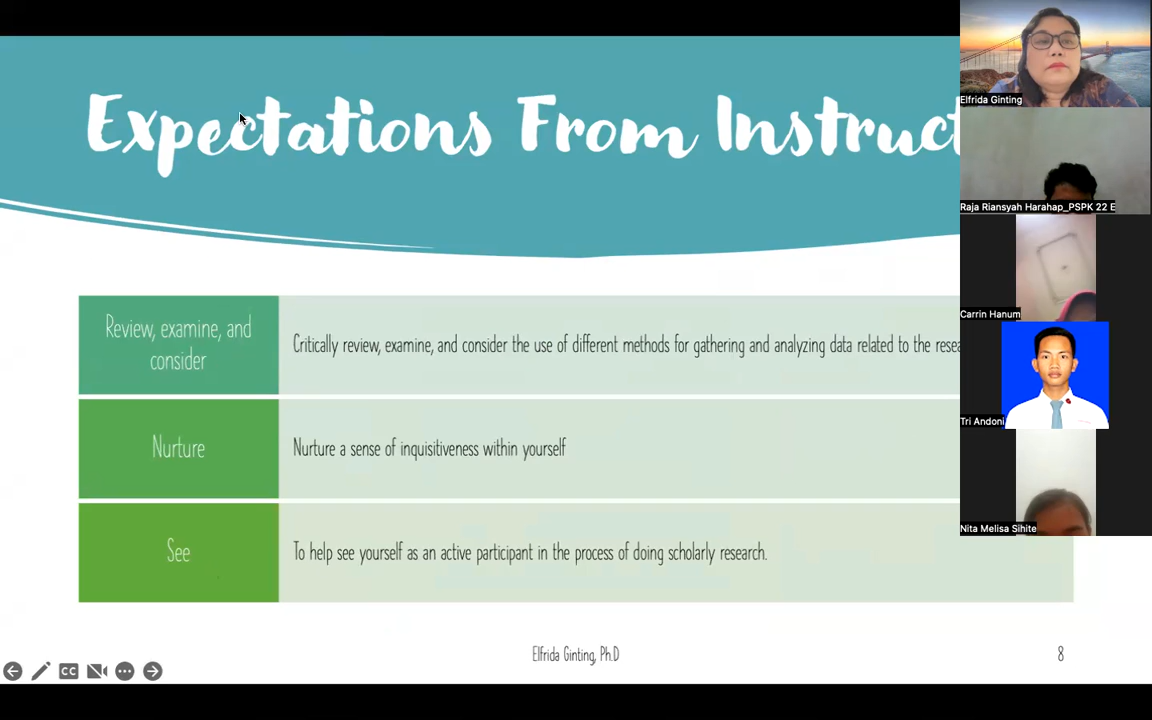 Expectations From Instruct
Elfrida Ginting
Raja Riansyah Harahap_PSPK 22 E
Carrin Hanum
Tri Andoni
Nita Melisa Sihite
Review, examine, and
consider
Critically review, examine, and consider the use of different methods for gathering and analyzing data related to the resea
Nurture
Nurture a sense of inquisitiveness within yourself
See
To help see yourself as an active participant in the process of doing scholarly research.
CC
Elfrida Ginting, Ph.D
8